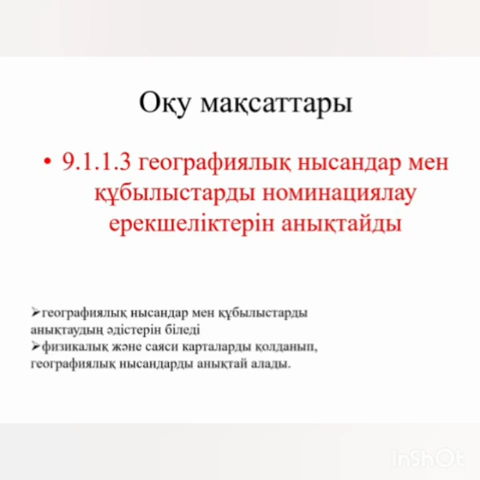 Оқу мақсаттары
• 9.1.1.3 географиялық нысандар мен
құбылыстарды номинациялау
ерекшеліктерін анықтайды
➢географиялық нысандар мен құбылыстарды
анықтаудың әдістерін біледі
➢физикалық және саяси карталарды қолданып,
географиялық нысандарды анықтай алады.
InShOt